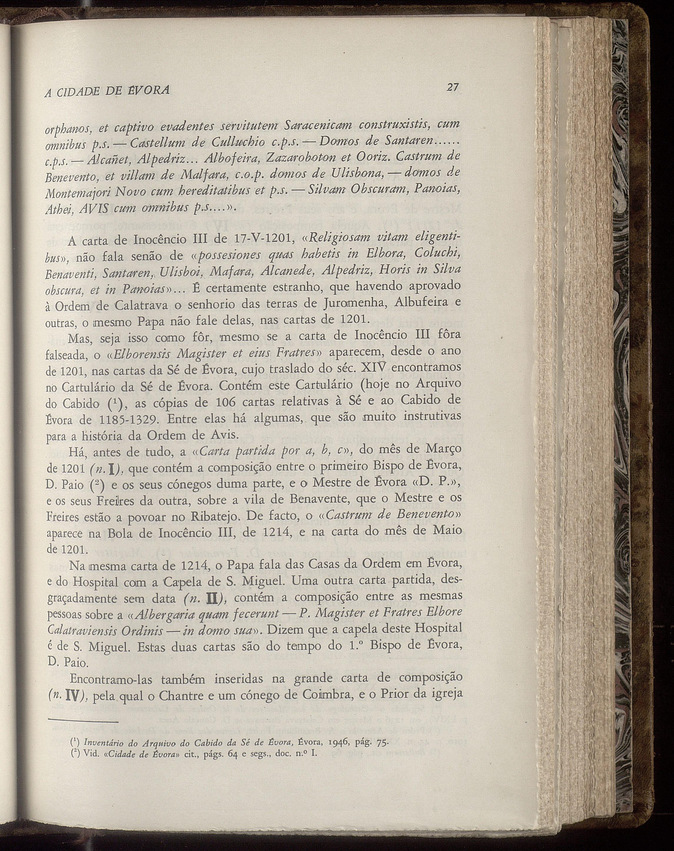 A CIDADE DE ÉVORA 27
orphanos, et captivo evadentes servitutem Saracenicam construxistis, cum
omnibus p.s. — Castellum de Culluchio c.p.s. — Domos de Santaren......
c.p.s. — Alcañet, Alpedriz... Albofeira, Zazaroboton et Ooriz. Castrum de
Benevento, et villam de Malfara, c.o.p. domos de Ulisbona, — domos de
Montemajori Novo cum hereditatibus et p.s. — Silvam Obscuram, Panoias,
Athei, AVIS cum omnibus p.s....».
A carta de Inocêncio III de 17-V-1201, «Religiosam vitam eligenti-
bus», não fala senão de «possesiones quas habetis in Elbora, Coluchi,
Benaventi, Santaren, Ulisboi, Mafara, Alcanede, Alpedriz, Horis in Silva
obscura, et in Panoias»... É certamente estranho, que havendo aprovado
à Ordem de Calatrava o senhorio das terras de Juromenha, Albufeira e
outras, o mesmo Papa não fale delas, nas cartas de 1201.
Mas, seja isso como fôr, mesmo se a carta de Inocêncio III fôra
falseada, o «Elborensis Magister et eius Fratres» aparecem, desde o ano
de 1201, nas cartas da Sé de Évora, cujo traslado do séc. XIV encontramos
no Cartulário da Sé de Évora. Contém este Cartulário (hoje no Arquivo
do Cabido (¹), as cópias de 106 cartas relativas à Sé e ao Cabido de
Évora de 1185-1329. Entre elas há algumas, que são muito instrutivas
para a história da Ordem de Avis.
Há, antes de tudo, a «Carta partida por a, b, c», do mês de Março
de 1201 (n. I), que contém a composição entre o primeiro Bispo de Évora,
D. Paio (²) e os seus cónegos duma parte, e o Mestre de Évora «D. P.»,
e os seus Freires da outra, sobre a vila de Benavente, que o Mestre e os
Freires estão a povoar no Ribatejo. De facto, o «Castrum de Benevento»
aparece na Bola de Inocêncio III, de 1214, e na carta do mês de Maio
de 1201.
Na mesma carta de 1214, o Papa fala das Casas da Ordem em Évora,
e do Hospital com a Capela de S. Miguel. Uma outra carta partida, des-
graçadamente sem data (n. II), contém a composição entre as mesmas
pessoas sobre a «Albergaria quam fecerunt — P. Magister et Fratres Elbore
Calatraviensis Ordinis — in domo sua». Dizem que a capela deste Hospital
é de S. Miguel. Estas duas cartas são do tempo do 1.º Bispo de Évora,
D. Paio.
Encontramo-las também inseridas na grande carta de composição
(n. IV), pela qual o Chantre e um cónego de Coimbra, e o Prior da igreja
(¹) Inventário do Arquivo do Cabido da Sé de Évora, Évora, 1946, pág. 75.
(²) Vid. «Cidade de Évora» cit., págs. 64 e segs., doc. n.º I.